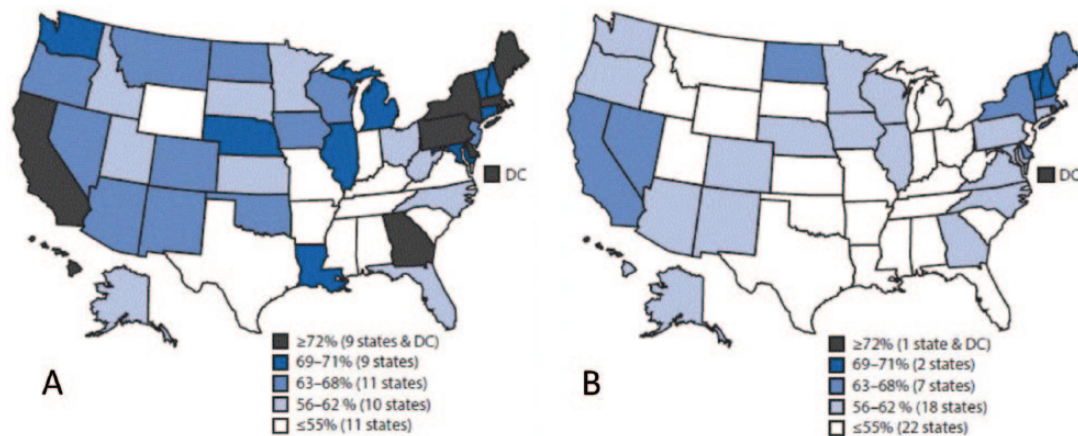 DC
≥72% (9 states & DC)
69–71% (9 states)
63–68% (11 states)
56–62 % (10 states)
≤55% (11 states)
A
DC
≥72% (1 state & DC)
69–71% (2 states)
63–68% (7 states)
56–62 % (18 states)
≤55% (22 states)
B